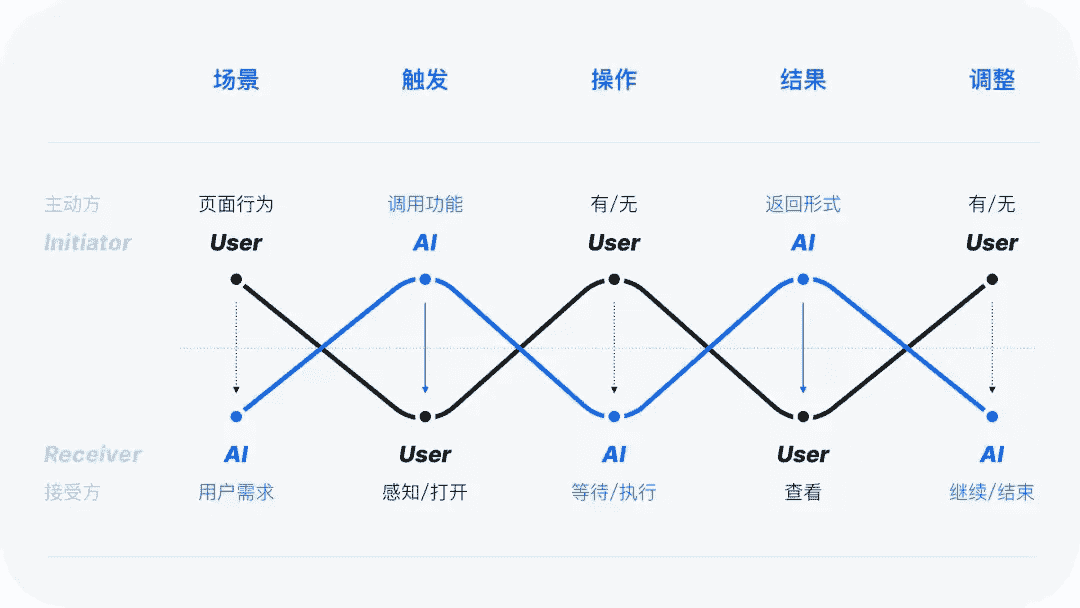 场景 触发 操作 结果 调整
主动方 页面行为 调用功能 有/无 返回形式 有/无
Initiator User AI User AI User
Receiver AI User AI User AI
接受方 用户需求 感知/打开 等待/执行 查看 继续/结束